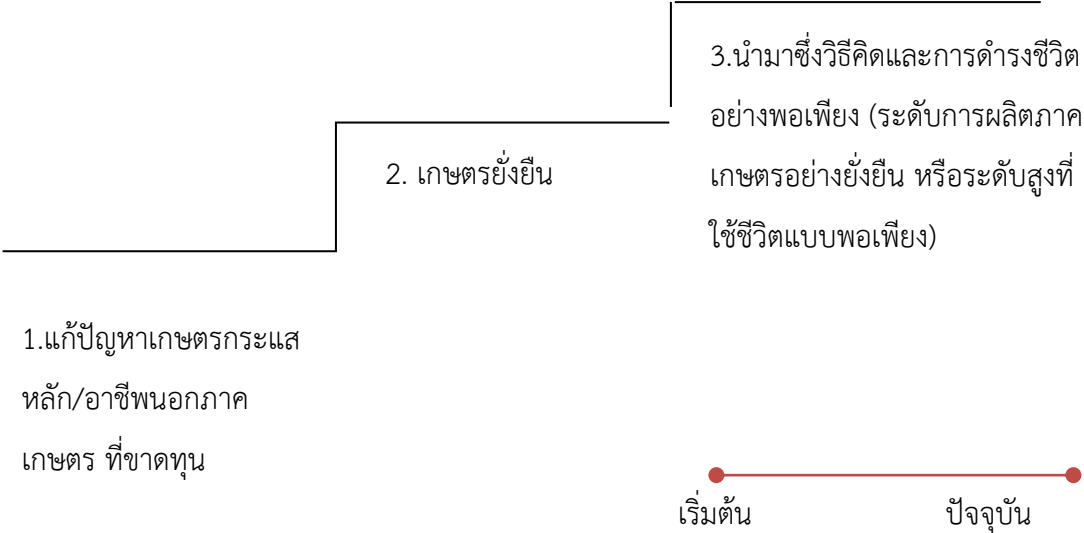 3.นำมาซึ่งวิธีคิดและการดำรงชีวิต
อย่างพอเพียง (ระดับการผลิตภาค
เกษตรอย่างยั่งยืน หรือระดับสูงที่
ใช้ชีวิตแบบพอเพียง)
2. เกษตรยั่งยืน
1.แก้ปัญหาเกษตรกระแส
หลัก/อาชีพนอกภาค
เกษตร ที่ขาดทุน
เริ่มต้น
ปัจจุบัน